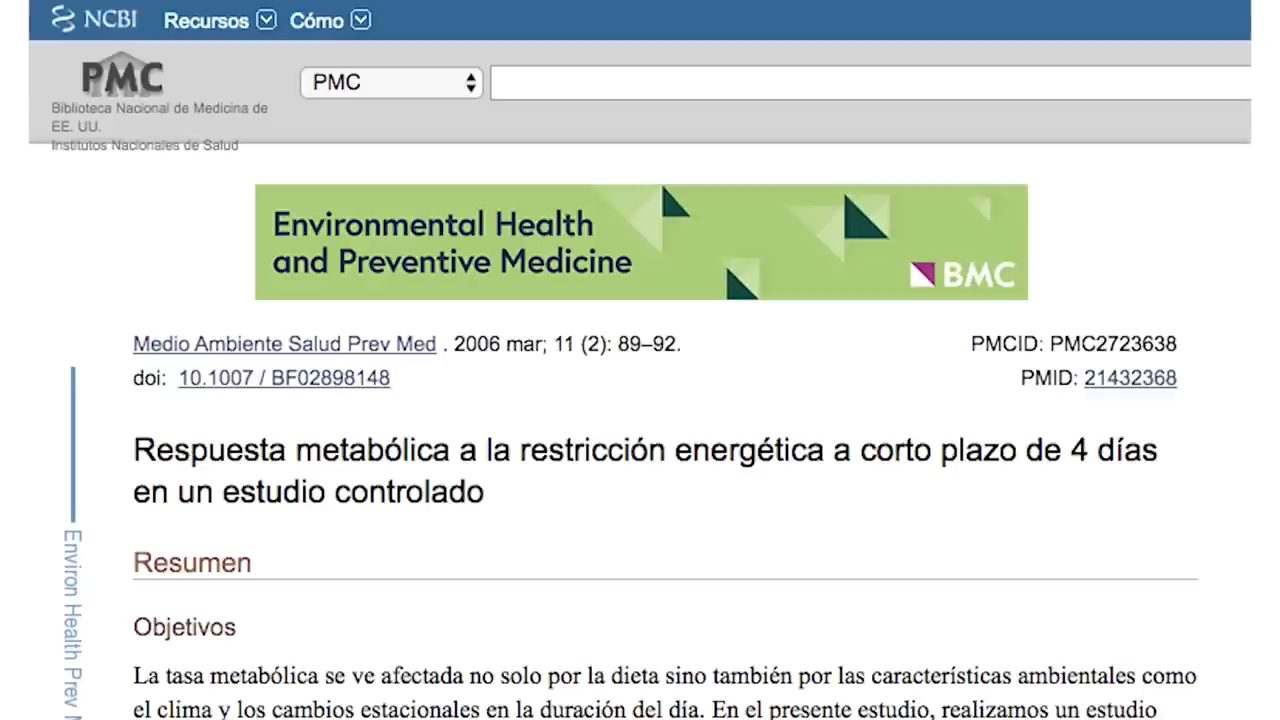 NCBI Recursos Cómo
PMC
PMC
Biblioteca Nacional de Medicina de
EE. UU.
Institutos Nacionales de Salud
Environmental Health
and Preventive Medicine
BMC
Medio Ambiente Salud Prev Med . 2006 mar; 11 (2): 89–92.
PMCID: PMC2723638
doi: 10.1007 / BF02898148
PMID: 21432368
Respuesta metabólica a la restricción energética a corto plazo de 4 días
en un estudio controlado
Resumen
Objetivos
La tasa metabólica se ve afectada no solo por la dieta sino también por las características ambientales como
el clima y los cambios estacionales en la duración del día. En el presente estudio, realizamos un estudio
Environ Health Prev